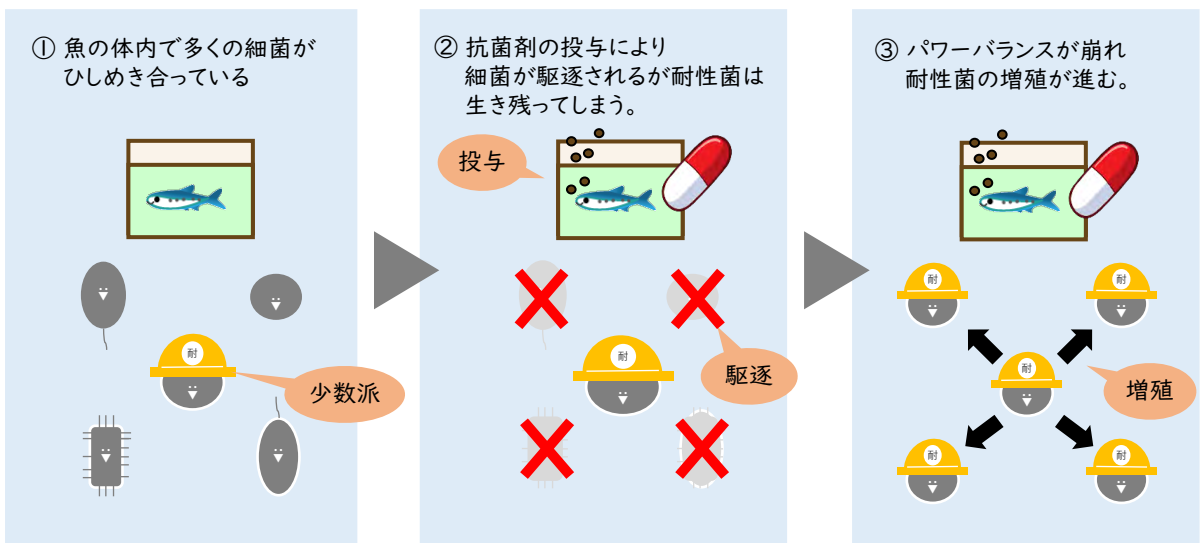 ① 魚の体内で多くの細菌が
ひしめき合っている
耐
少数派
② 抗菌剤の投与により
細菌が駆逐されるが耐性菌は
生き残ってしまう。
投与
耐
駆逐
③ パワーバランスが崩れ
耐性菌の増殖が進む。
耐
耐
耐
増殖
耐
耐